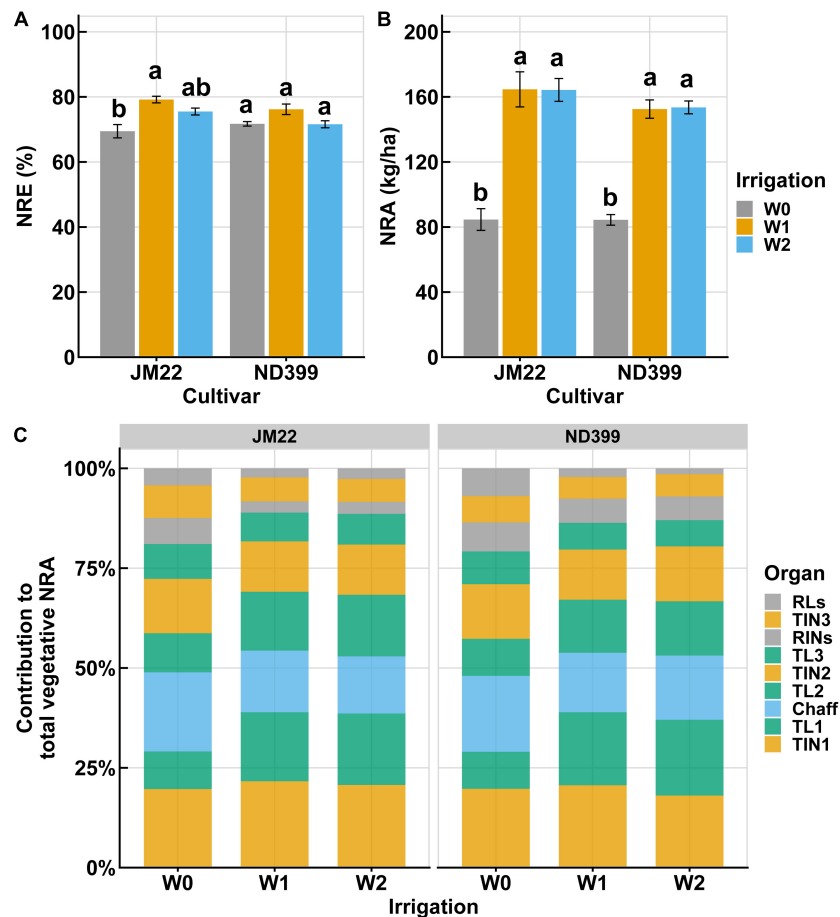 A
NRE (%)
100
80
60
40
20
0
b
a
ab
a
a
a
JM22
ND399
Cultivar
B
NRA (kg/ha)
200
160
120
80
40
0
b
a
a
b
a
a
JM22
ND399
Cultivar
Irrigation
W0
W1
W2
C
JM22
ND399
Contribution to
total vegetative NRA
100%
75%
50%
25%
0%
W0
W1
W2
W0
W1
W2
Irrigation
Organ
RLs
TIN3
RINs
TL3
TIN2
TL2
Chaff
TL1
TIN1